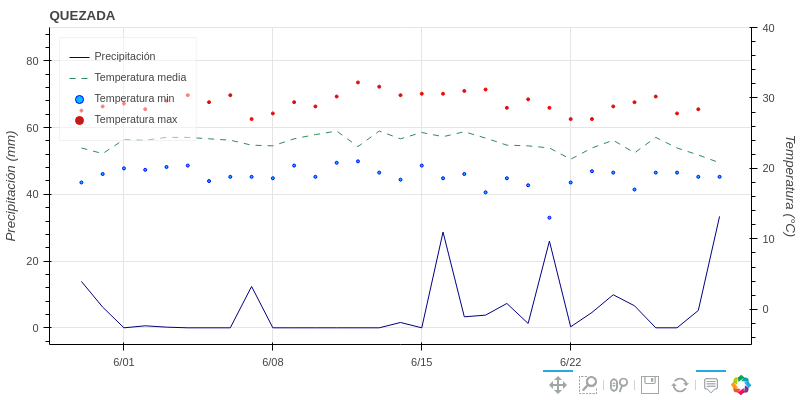 QUEZADA
Precipitación
Temperatura media
Temperatura min
Temperatura max
Precipitación (mm)
80
60
40
20
0
Temperatura (°C)
40
30
20
10
0
6/01
6/08
6/15
6/22